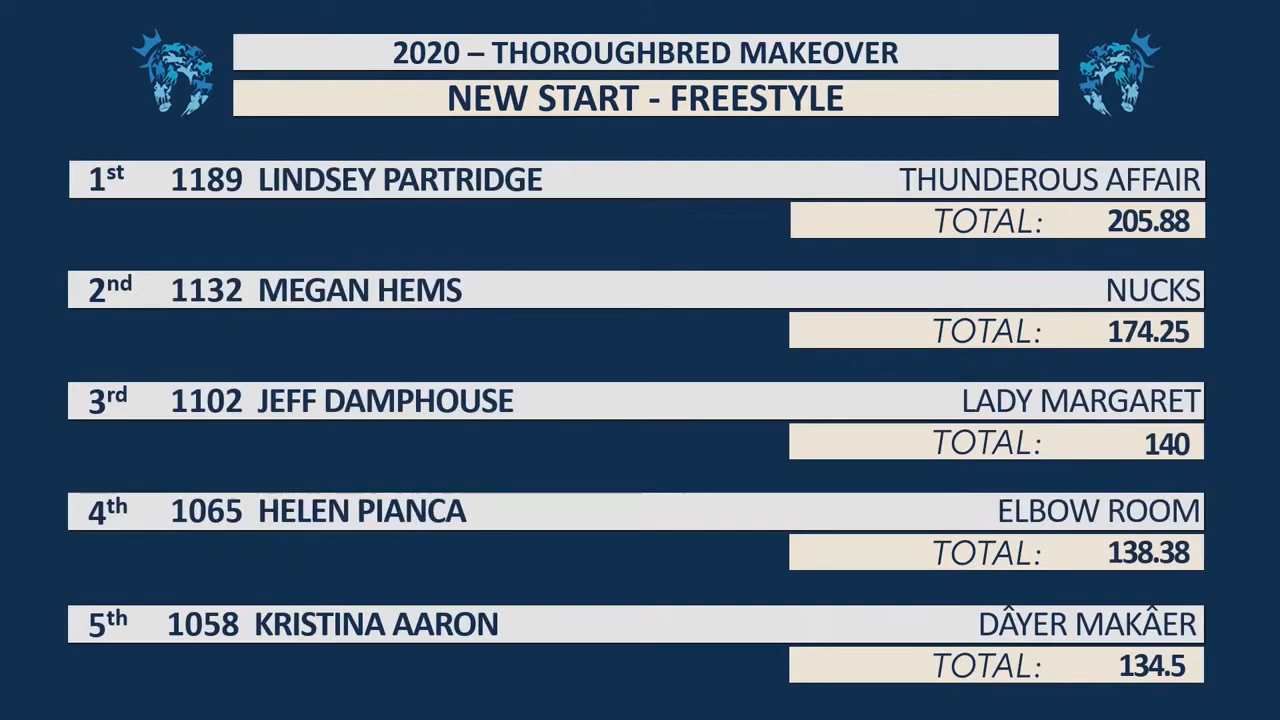 2020 – THOROUGHBRED MAKEOVER
NEW START - FREESTYLE
1st 1189 LINDSEY PARTRIDGE THUNDEROUS AFFAIR
TOTAL: 205.88
2nd 1132 MEGAN HEMS NUCKS
TOTAL: 174.25
3rd 1102 JEFF DAMPHOUSE LADY MARGARET
TOTAL: 140
4th 1065 HELEN PIANCA ELBOW ROOM
TOTAL: 138.38
5th 1058 KRISTINA AARON DÂYER MAKÂER
TOTAL: 134.5